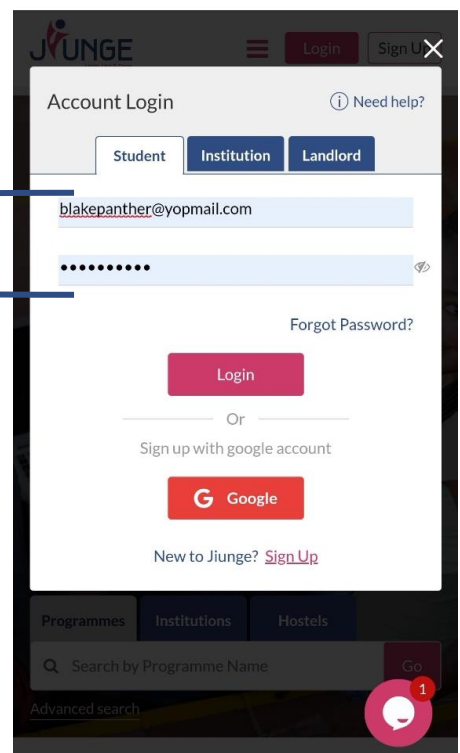 JIUNGE Login Sign U
Account Login Need help?
Student Institution Landlord
blakepanther@yopmail.com
••••••••••
Forgot Password?
Login
Or
Sign up with google account
G Google
New to Jiunge? Sign Up
Programmes Institutions Hostels
Search by Programme Name Go
1
Advanced search